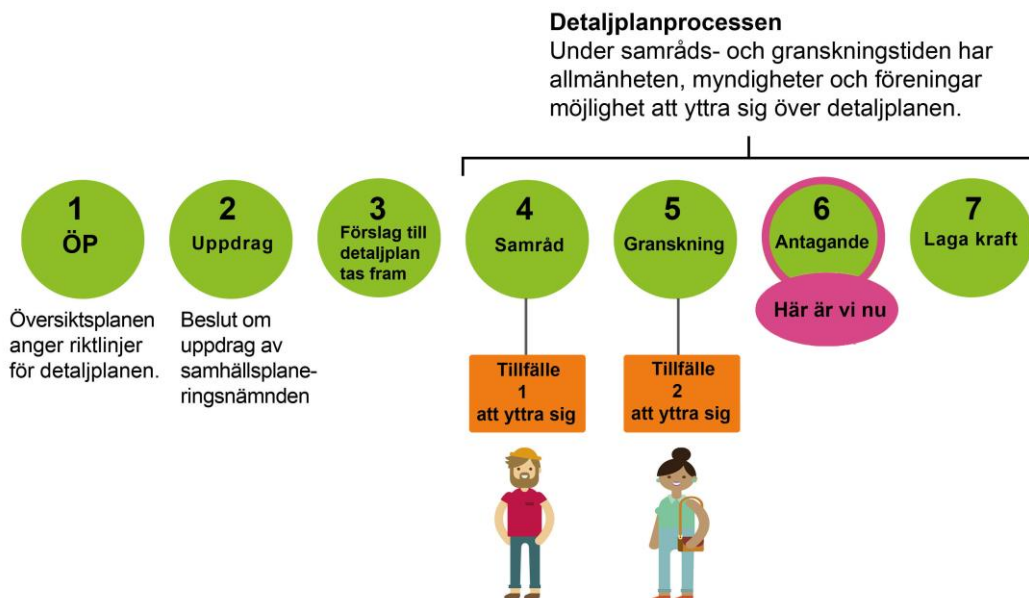 Detaljplanprocessen
Under samråds- och granskningstiden har
allmänheten, myndigheter och föreningar
möjlighet att yttra sig över detaljplanen.
1
ÖP
2
Uppdrag
3
Förslag till
detaljplan
tas fram
4
Samråd
5
Granskning
6
Antagande
7
Laga kraft
Här är vi nu
Översiktsplanen
anger riktlinjer
för detaljplanen.
Beslut om
uppdrag av
samhällsplane-
ringsnämnden
Tillfälle
1
att yttra sig
Tillfälle
2
att yttra sig